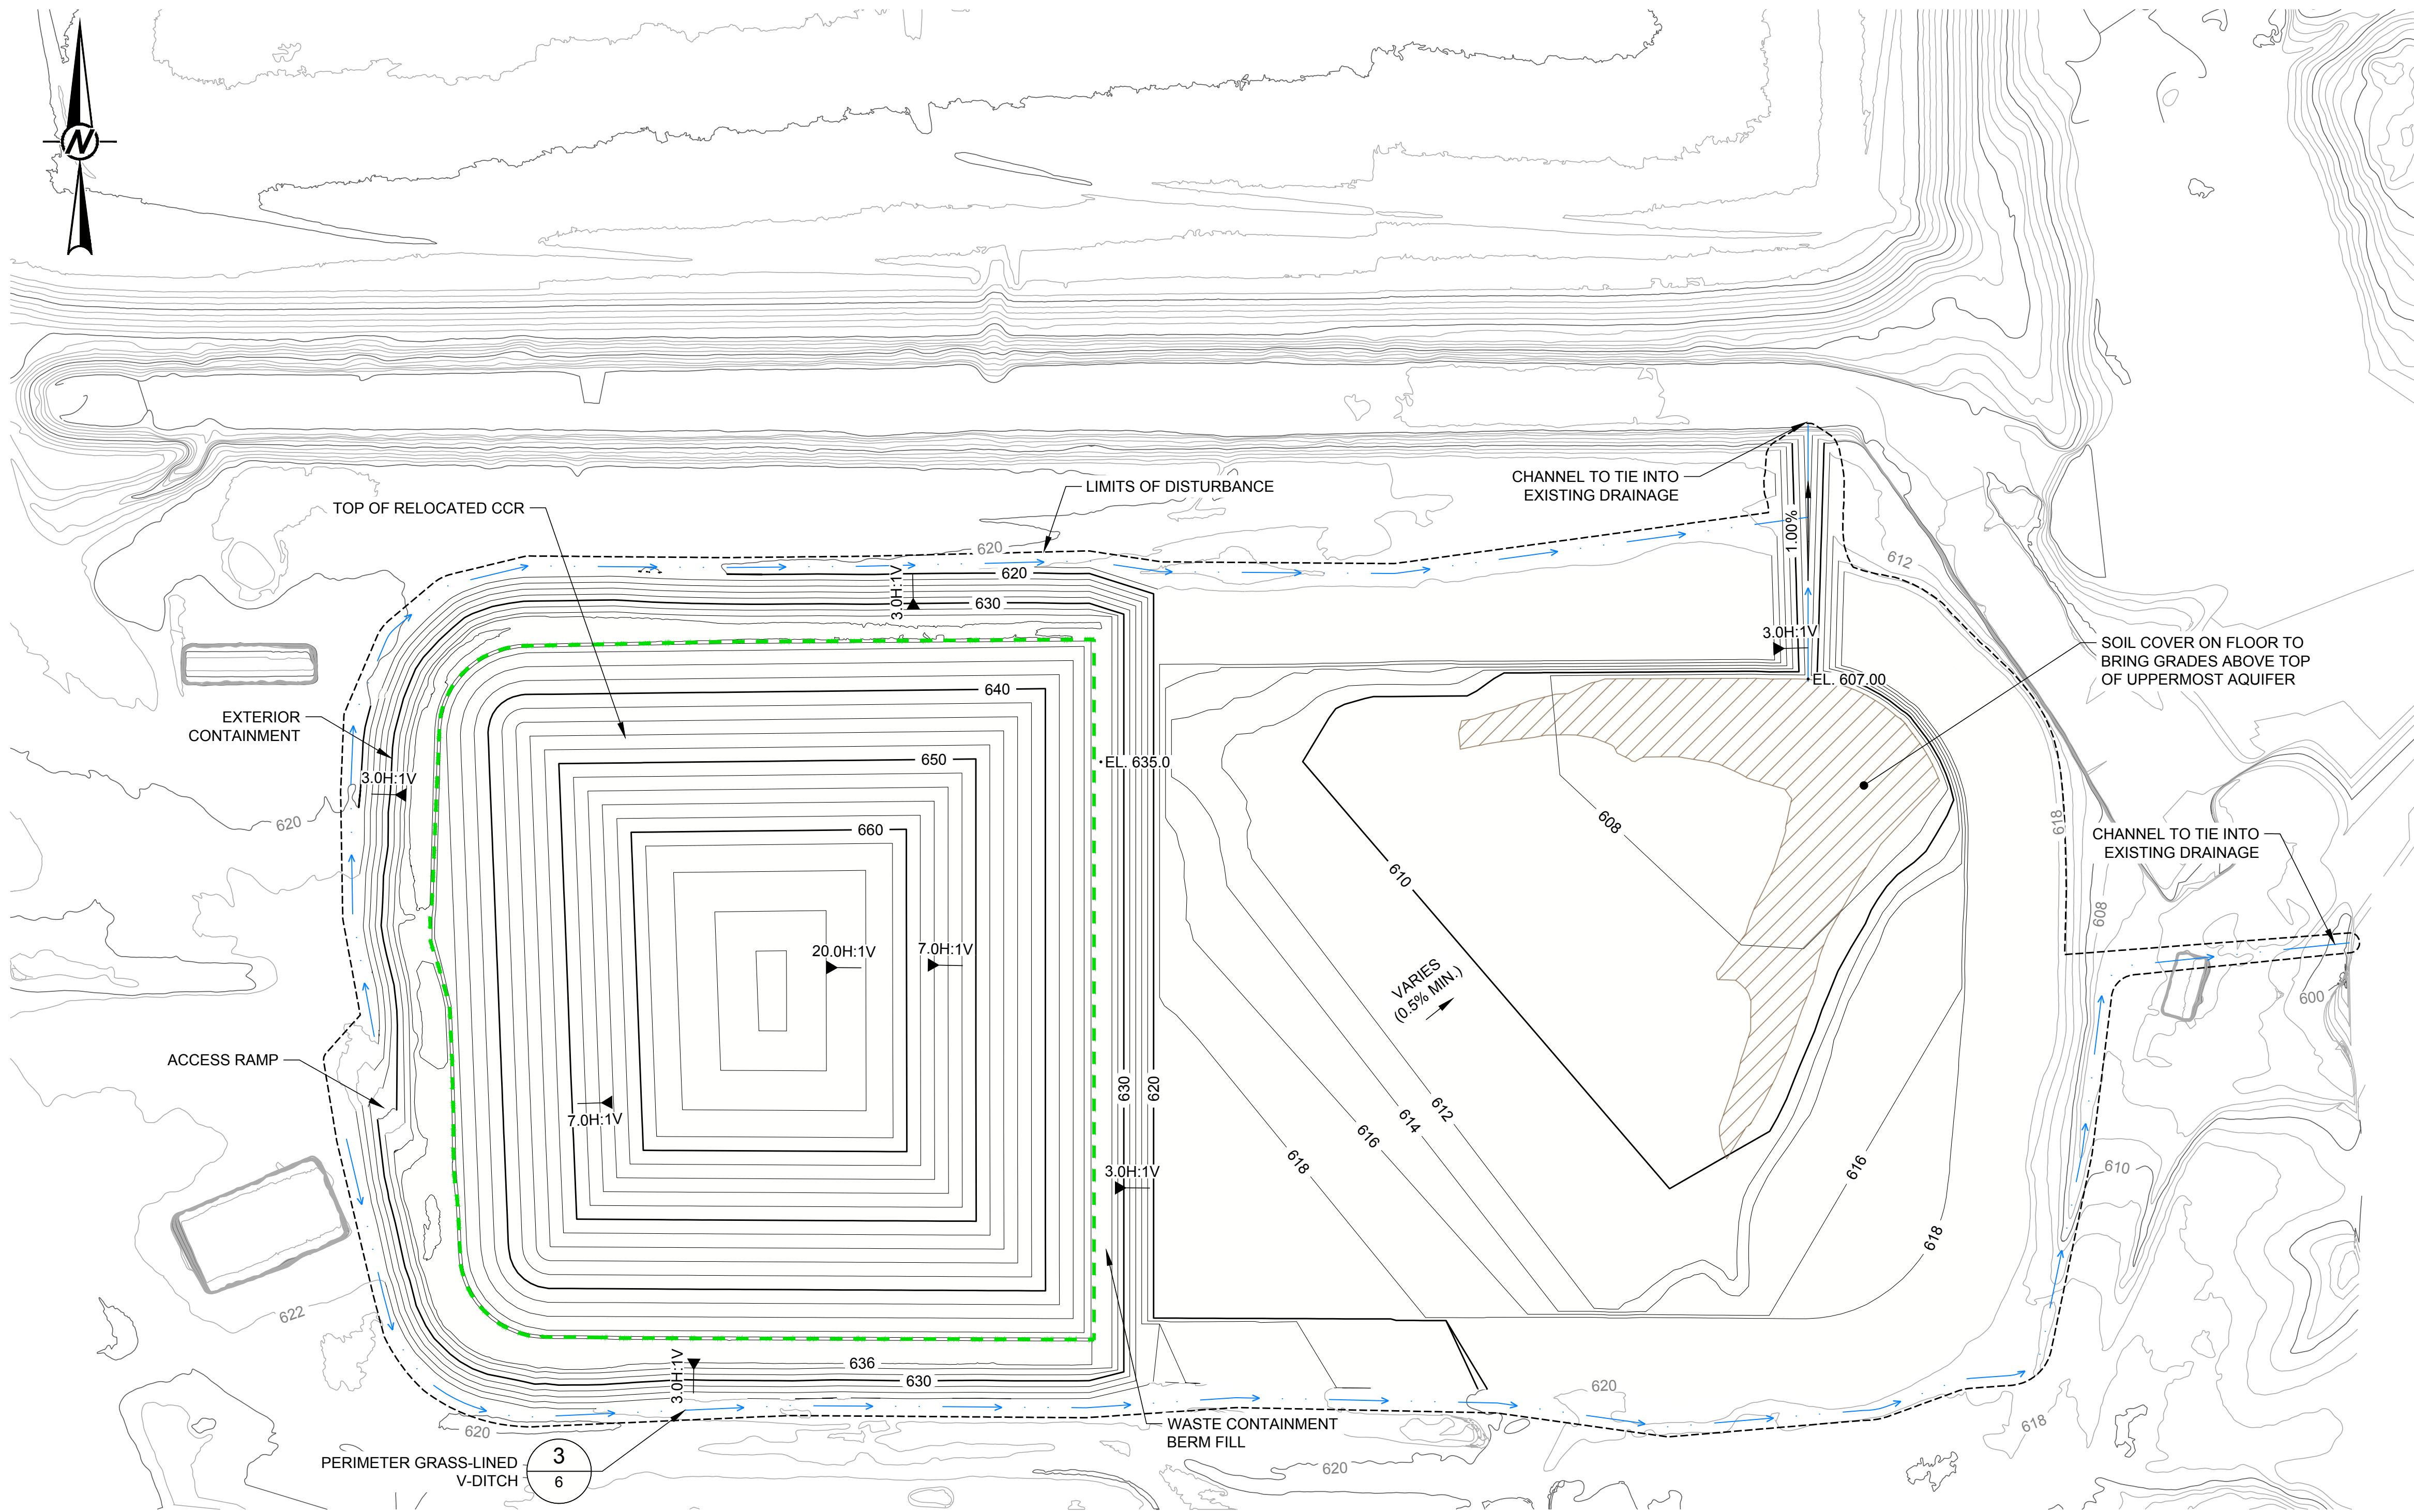 N
CHANNEL TO TIE INTO
EXISTING DRAINAGE
LIMITS OF DISTURBANCE
TOP OF RELOCATED CCR
1.00%
620
612
620
3.0H:1V
630
3.0H:1V
SOIL COVER ON FLOOR TO
BRING GRADES ABOVE TOP
OF UPPERMOST AQUIFER
EL. 607.00
640
EXTERIOR
CONTAINMENT
650
EL. 635.0
3.0H:1V
620
608
618
660
CHANNEL TO TIE INTO
EXISTING DRAINAGE
610
608
20.0H:1V
7.0H:1V
VARIES
(0.5% MIN.)
600
ACCESS RAMP
630
620
612
614
616
7.0H:1V
618
3.0H:1V
616
610
618
622
636
3.0H:1V
630
620
618
620
WASTE CONTAINMENT
BERM FILL
PERIMETER GRASS-LINED
V-DITCH
3
6
620